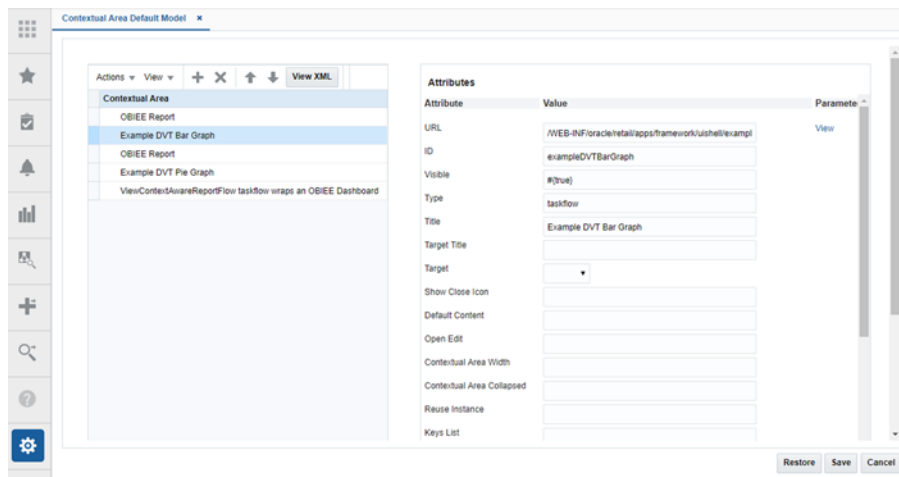 Contextual Area Default Model ×
Actions View View XML
Contextual Area
OBIEE Report
Example DVT Bar Graph
OBIEE Report
Example DVT Pie Graph
ViewContextAwareReportFlow taskflow wraps an OBIEE Dashboard
Attributes
Attribute Value Paramete
URL /WEB-INF/oracle/retail/apps/framework/uishell/exampl View
ID exampleDVTBarGraph
Visible #{true}
Type taskflow
Title Example DVT Bar Graph
Target Title
Target
Show Close Icon
Default Content
Open Edit
Contextual Area Width
Contextual Area Collapsed
Reuse Instance
Keys List
Restore Save Cancel